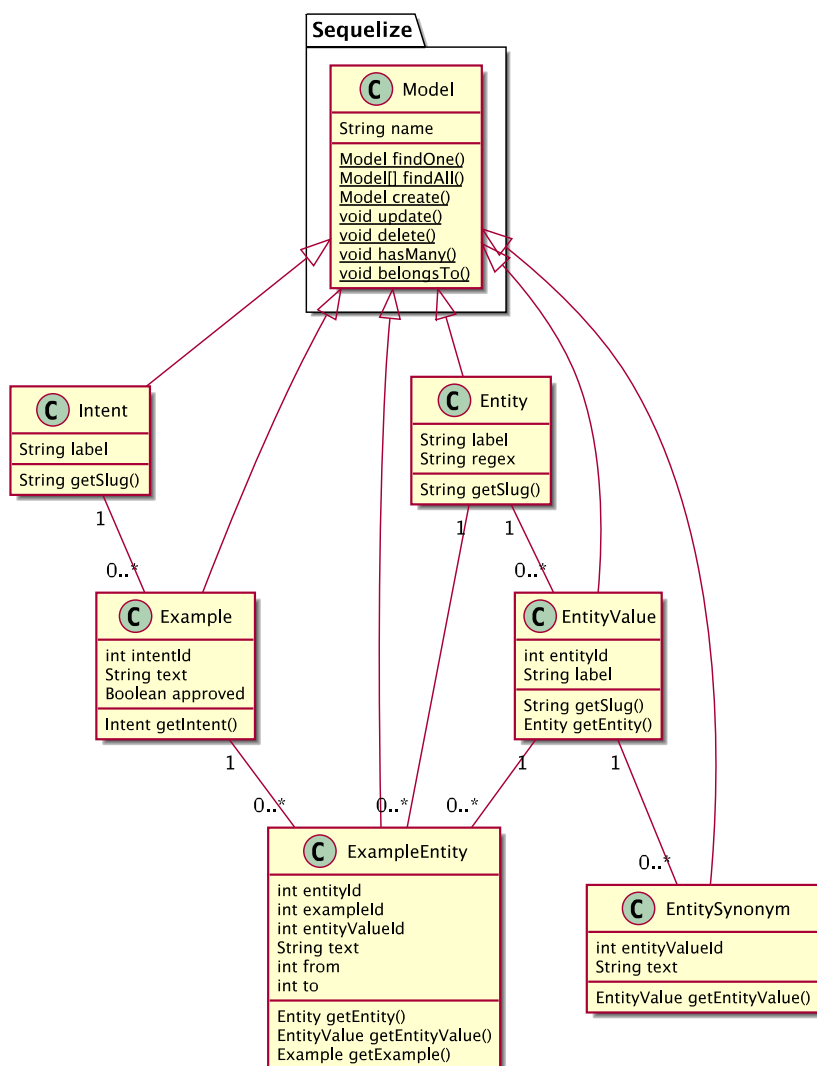 Sequelize
C Model
String name
Model findOne()
Model[] findAll()
Model create()
void update()
void delete()
void hasMany()
void belongsTo()
C Intent
String label
String getSlug()
C Entity
String label
String regex
String getSlug()
1
1
1
0..*
0..*
C Example
int intentId
String text
Boolean approved
Intent getIntent()
C EntityValue
int entityId
String label
String getSlug()
Entity getEntity()
1
1
1
0..*
0..*
0..*
0..*
C ExampleEntity
int entityId
int exampleId
int entityValueId
String text
int from
int to
Entity getEntity()
EntityValue getEntityValue()
Example getExample()
C EntitySynonym
int entityValueId
String text
EntityValue getEntityValue()